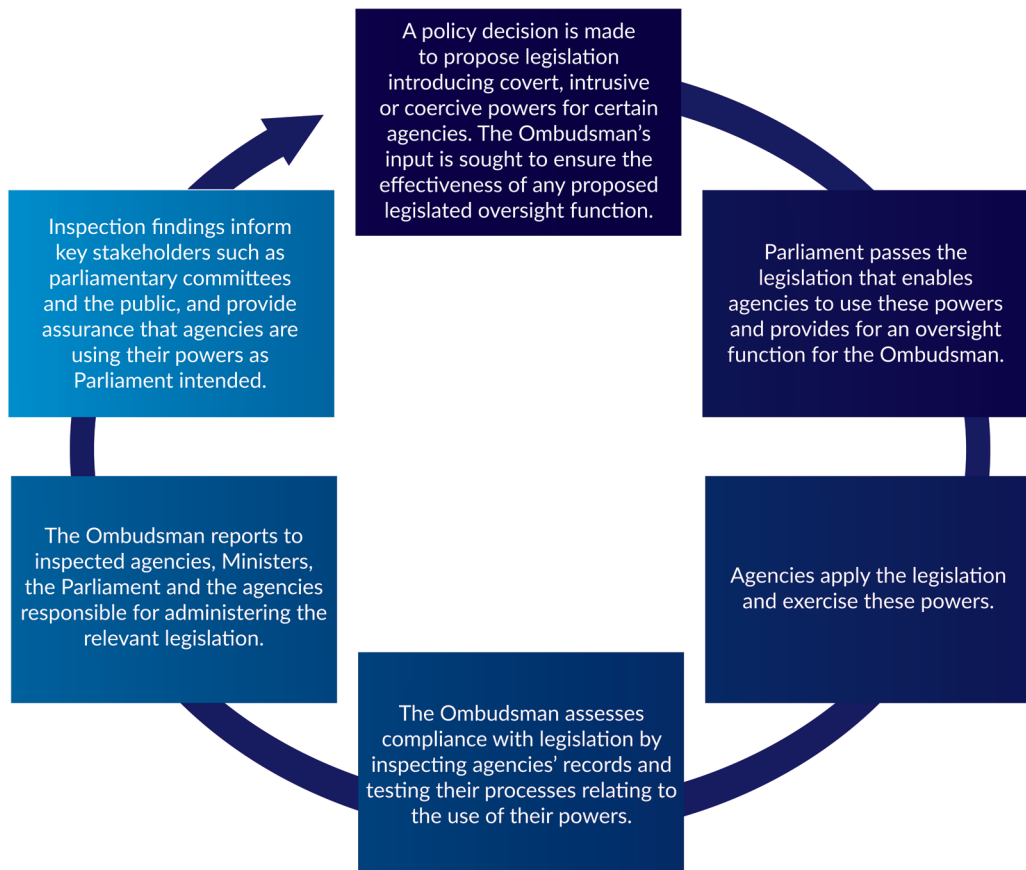 A policy decision is made
to propose legislation
introducing covert, intrusive
or coercive powers for certain
agencies. The Ombudsman’s
input is sought to ensure the
effectiveness of any proposed
legislated oversight function.
Parliament passes the
legislation that enables
agencies to use these powers
and provides for an oversight
function for the Ombudsman.
Agencies apply the legislation
and exercise these powers.
The Ombudsman assesses
compliance with legislation by
inspecting agencies’ records and
testing their processes relating to
the use of their powers.
The Ombudsman reports to
inspected agencies, Ministers,
the Parliament and the agencies
responsible for administering the
relevant legislation.
Inspection findings inform
key stakeholders such as
parliamentary committees
and the public, and provide
assurance that agencies are
using their powers as
Parliament intended.